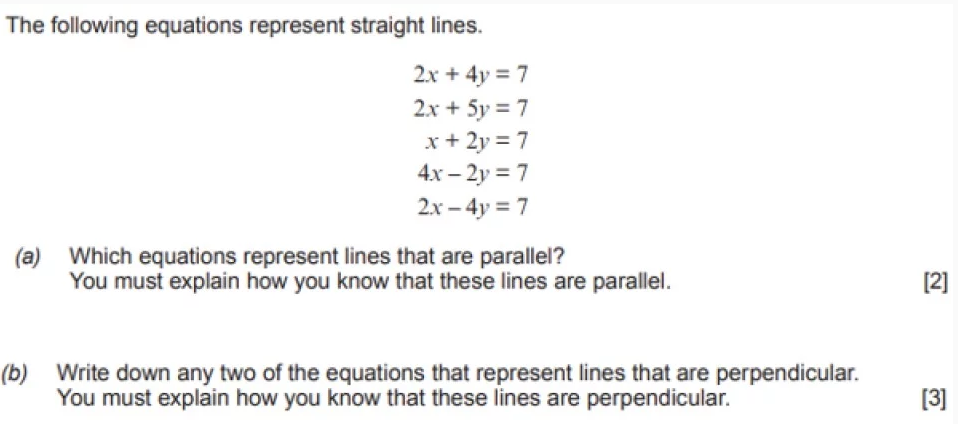 The following equations represent straight lines.
2x + 4y = 7
2x + 5y = 7
x + 2y = 7
4x – 2y = 7
2x – 4y = 7
(a) Which equations represent lines that are parallel?
You must explain how you know that these lines are parallel. [2]
(b) Write down any two of the equations that represent lines that are perpendicular.
You must explain how you know that these lines are perpendicular. [3]